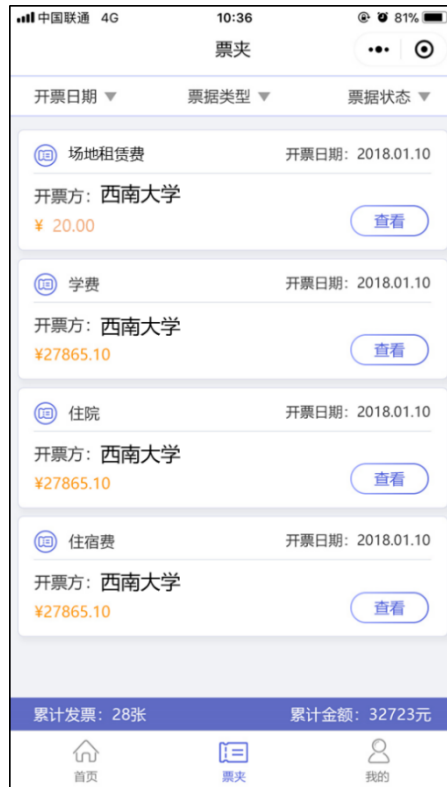 中国联通 4G 10:36 81%
票夹
开票日期 票据类型 票据状态
场地租赁费 开票日期：2018.01.10
开票方：西南大学
¥ 20.00 查看
学费 开票日期：2018.01.10
开票方：西南大学
¥27865.10 查看
住院 开票日期：2018.01.10
开票方：西南大学
¥27865.10 查看
住宿费 开票日期：2018.01.10
开票方：西南大学
¥27865.10 查看
累计发票：28张 累计金额：32723元
首页 票夹 我的